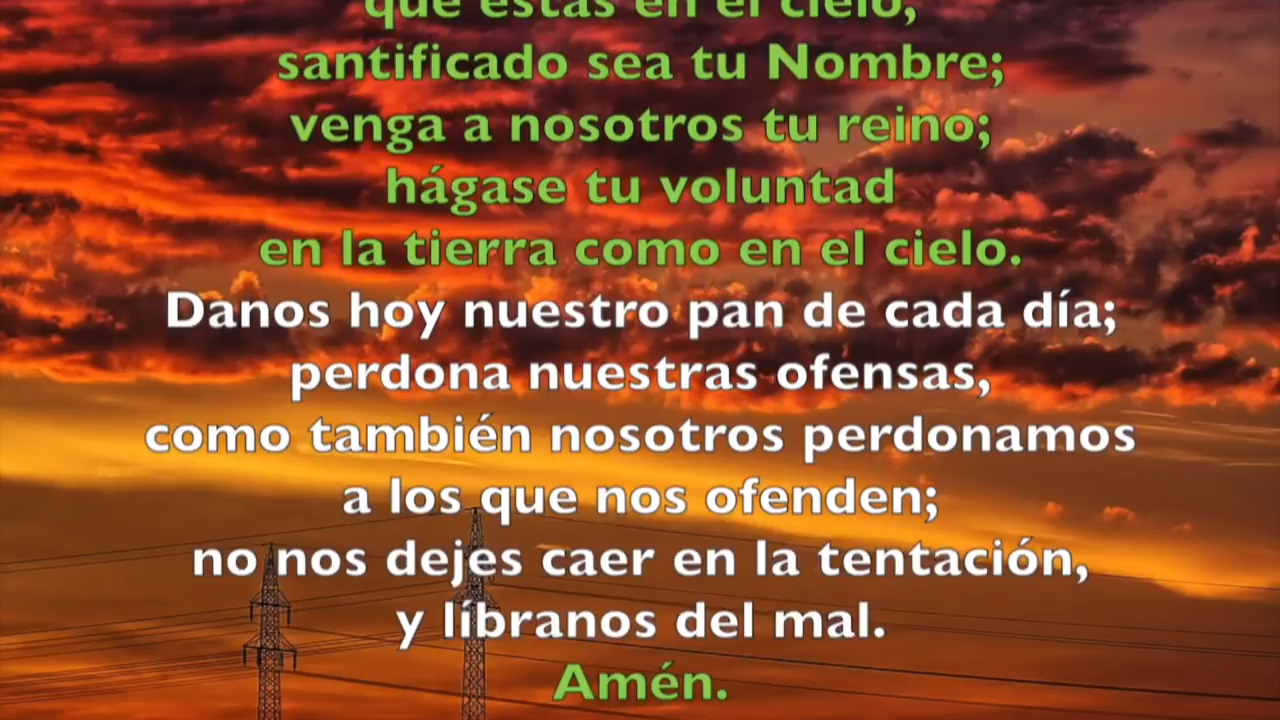 que estás en el cielo,
santificado sea tu Nombre;
venga a nosotros tu reino;
hágase tu voluntad
en la tierra como en el cielo.
Danos hoy nuestro pan de cada día;
perdona nuestras ofensas,
como también nosotros perdonamos
a los que nos ofenden;
no nos dejes caer en la tentación,
y líbranos del mal.
Amén.